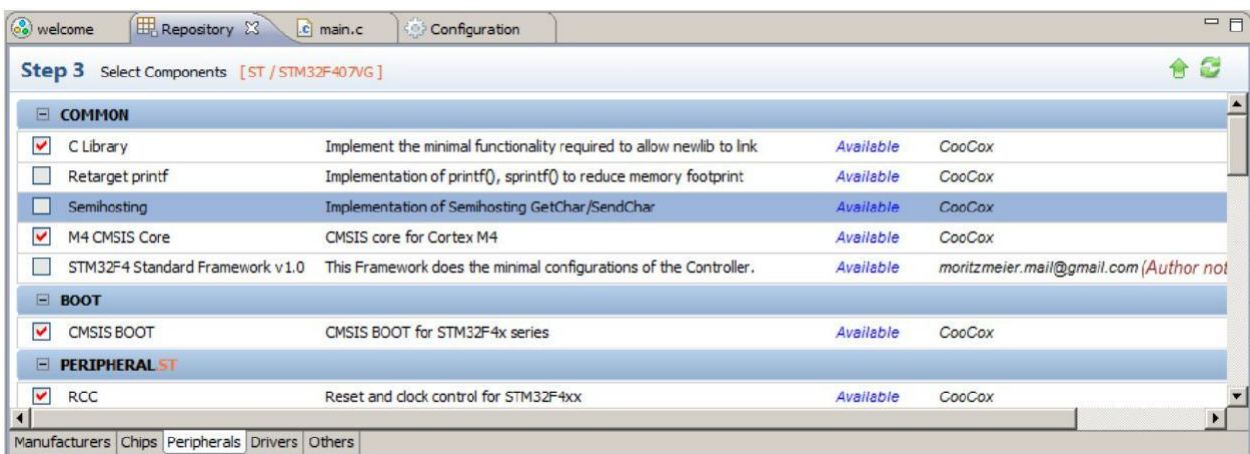 welcome Repository main.c Configuration
Step 3 Select Components [ ST / STM32F407VG ]
COMMON
C Library Implement the minimal functionality required to allow newlib to link Available CooCox
Retarget printf Implementation of printf(), sprintf() to reduce memory footprint Available CooCox
Semihosting Implementation of Semihosting GetChar/SendChar Available CooCox
M4 CMSIS Core CMSIS core for Cortex M4 Available CooCox
STM32F4 Standard Framework v1.0 This Framework does the minimal configurations of the Controller. Available moritzmeier.mail@gmail.com (Author not
BOOT
CMSIS BOOT CMSIS BOOT for STM32F4x series Available CooCox
PERIPHERAL.ST
RCC Reset and clock control for STM32F4xx Available CooCox
Manufacturers Chips Peripherals Drivers Others